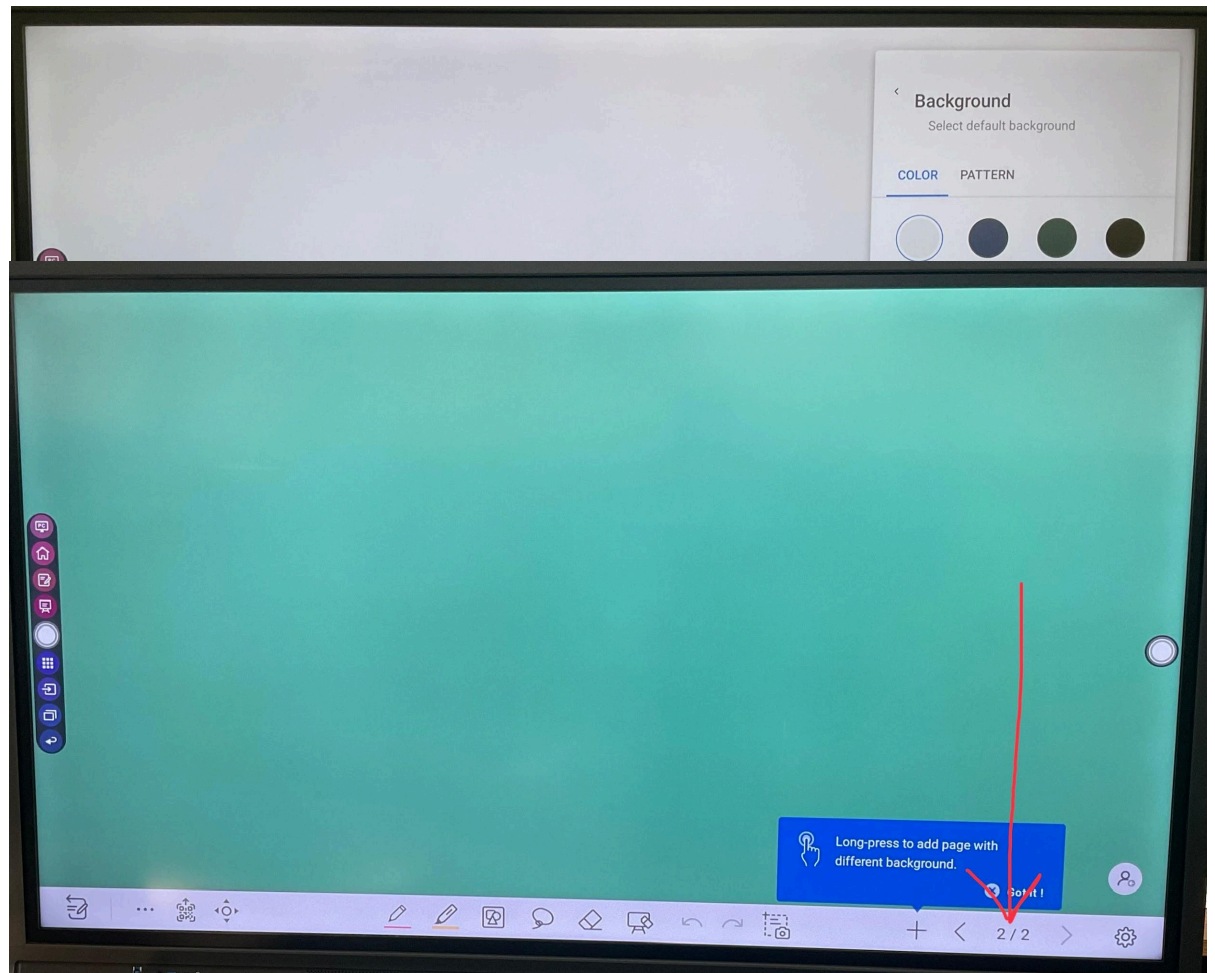 Background
Select default background
COLOR PATTERN
Long-press to add page with
different background.
Got it !
2/2